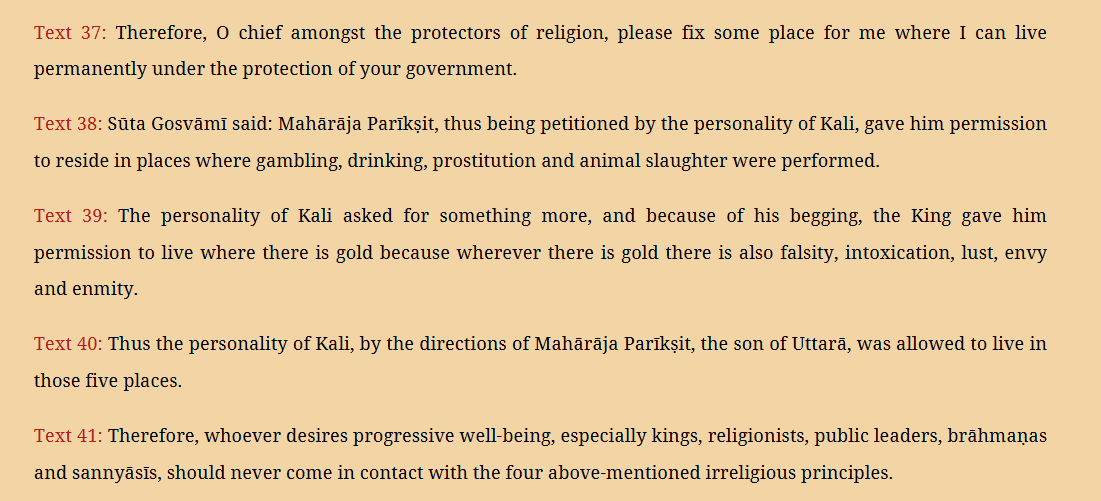 Text 37: Therefore, O chief amongst the protectors of religion, please fix some place for me where I can live
permanently under the protection of your government.
Text 38: Sūta Gosvāmī said: Mahārāja Parīkṣit, thus being petitioned by the personality of Kali, gave him permission
to reside in places where gambling, drinking, prostitution and animal slaughter were performed.
Text 39: The personality of Kali asked for something more, and because of his begging, the King gave him
permission to live where there is gold because wherever there is gold there is also falsity, intoxication, lust, envy
and enmity.
Text 40: Thus the personality of Kali, by the directions of Mahārāja Parīkṣit, the son of Uttarā, was allowed to live in
those five places.
Text 41: Therefore, whoever desires progressive well-being, especially kings, religionists, public leaders, brāhmaṇas
and sannyāsīs, should never come in contact with the four above-mentioned irreligious principles.